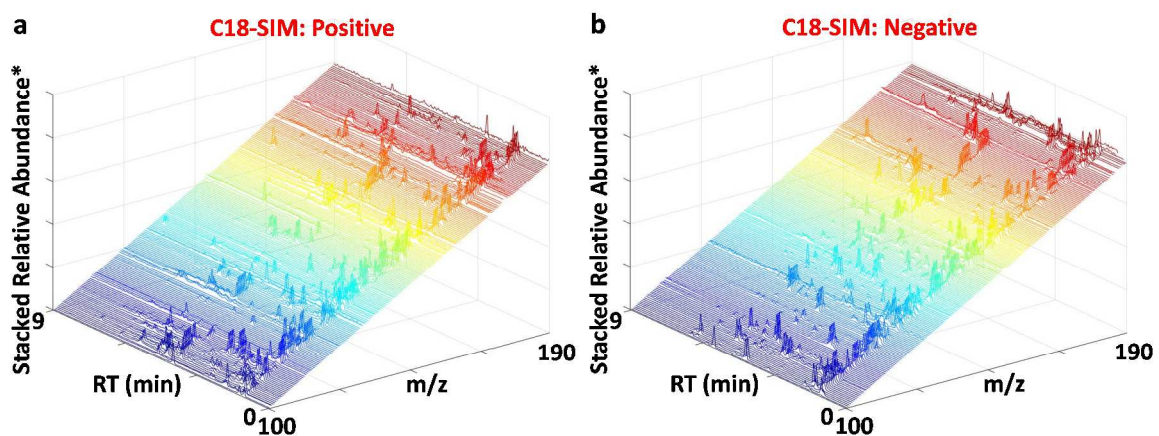 a
C18-SIM: Positive
Stacked Relative Abundance*
9
RT (min)
0
100
m/z
190
b
C18-SIM: Negative
Stacked Relative Abundance*
9
RT (min)
0
100
m/z
190